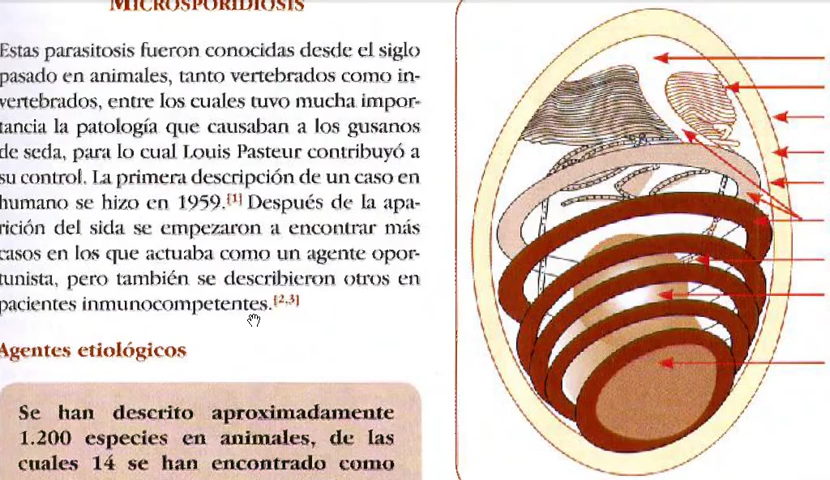 MICROSPORIDIOSIS
Estas parasitosis fueron conocidas desde el siglo
pasado en animales, tanto vertebrados como in-
vertebrados, entre los cuales tuvo mucha impor-
tancia la patología que causaban a los gusanos
de seda, para lo cual Louis Pasteur contribuyó a
su control. La primera descripción de un caso en
humano se hizo en 1959.[1] Después de la apa-
rición del sida se empezaron a encontrar más
casos en los que actuaba como un agente opor-
tunista, pero también se describieron otros en
pacientes inmunocompetentes.[2,3]
Agentes etiológicos
Se han descrito aproximadamente
1.200 especies en animales, de las
cuales 14 se han encontrado como